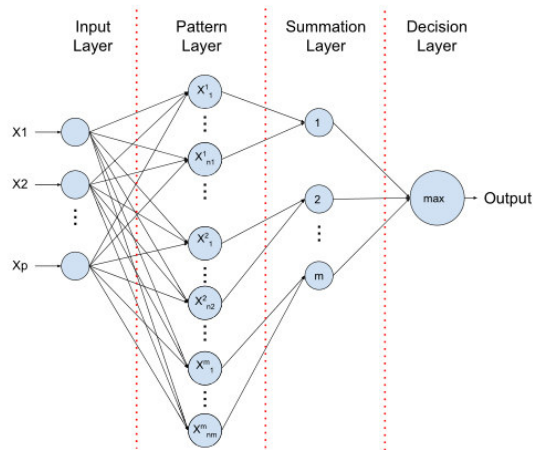 Input
Layer
Pattern
Layer
Summation
Layer
Decision
Layer
X1
X2
Xp
X¹₁
X¹ₙ₁
X²₁
X²ₙ₂
Xᵐ₁
Xᵐₙₘ
1
2
m
max
Output